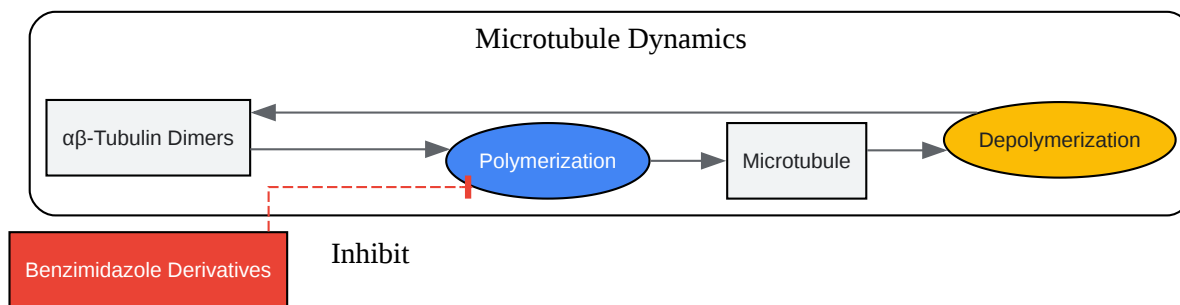 Microtubule Dynamics
αβ-Tubulin Dimers
Polymerization
Microtubule
Depolymerization
Inhibit
Benzimidazole Derivatives